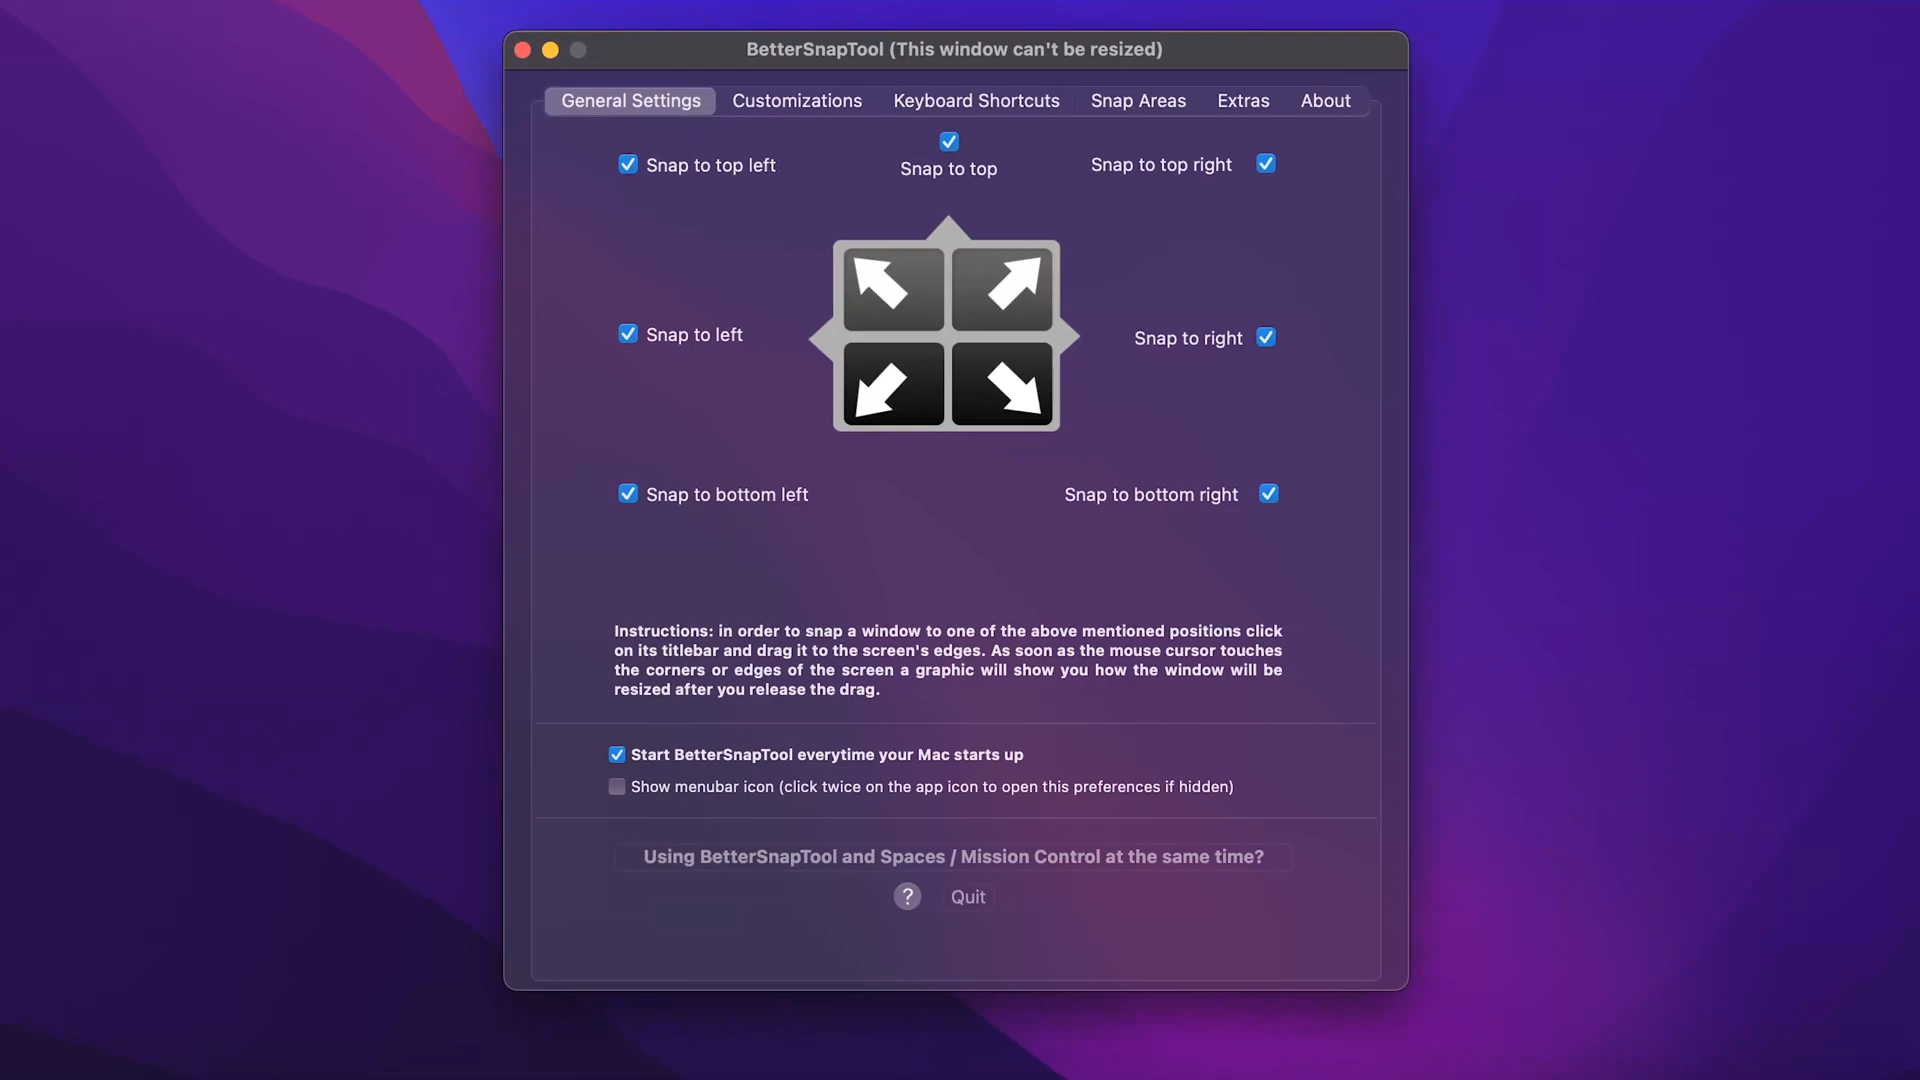 BetterSnapTool (This window can't be resized)
General Settings Customizations Keyboard Shortcuts Snap Areas Extras About
Snap to top left
Snap to top
Snap to top right
Snap to left
Snap to right
Snap to bottom left
Snap to bottom right
Instructions: in order to snap a window to one of the above mentioned positions click
on its titlebar and drag it to the screen's edges. As soon as the mouse cursor touches
the corners or edges of the screen a graphic will show you how the window will be
resized after you release the drag.
Start BetterSnapTool everytime your Mac starts up
Show menubar icon (click twice on the app icon to open this preferences if hidden)
Using BetterSnapTool and Spaces / Mission Control at the same time?
? Quit